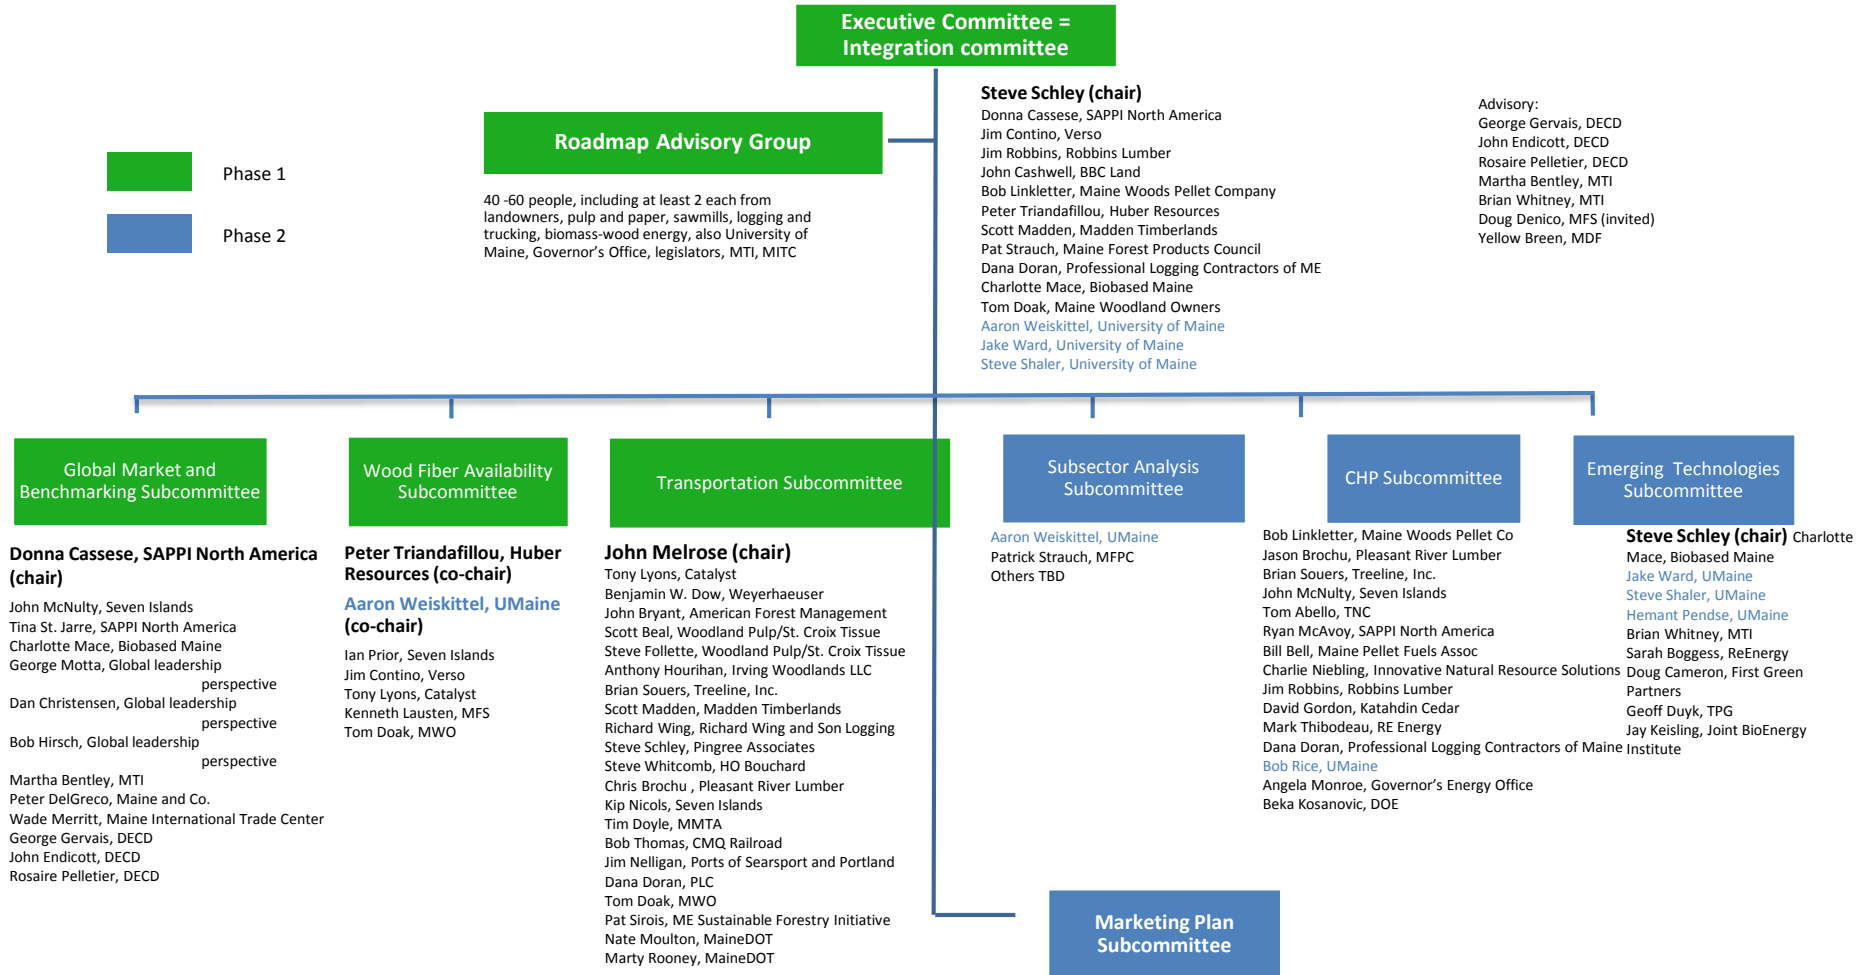 Executive Committee =
Integration committee
Steve Schley (chair)
Donna Cassese, SAPPI North America
Jim Contino, Verso
Jim Robbins, Robbins Lumber
John Cashwell, BBC Land
Bob Linkletter, Maine Woods Pellet Company
Peter Triandafillou, Huber Resources
Scott Madden, Madden Timberlands
Pat Strauch, Maine Forest Products Council
Dana Doran, Professional Logging Contractors of ME
Charlotte Mace, Biobased Maine
Tom Doak, Maine Woodland Owners
Aaron Weiskittel, University of Maine
Jake Ward, University of Maine
Steve Shaler, University of Maine
Advisory:
George Gervais, DECD
John Endicott, DECD
Rosaire Pelletier, DECD
Martha Bentley, MTI
Brian Whitney, MTI
Doug Denico, MFS (invited)
Yellow Breen, MDF
Roadmap Advisory Group
40 -60 people, including at least 2 each from
landowners, pulp and paper, sawmills, logging and
trucking, biomass-wood energy, also University of
Maine, Governor's Office, legislators, MTI, MITC
Phase 1
Phase 2
Global Market and
Benchmarking Subcommittee
Donna Cassese, SAPPI North America
(chair)
John McNulty, Seven Islands
Tina St. Jarre, SAPPI North America
Charlotte Mace, Biobased Maine
George Motta, Global leadership
perspective
Dan Christensen, Global leadership
perspective
Bob Hirsch, Global leadership
perspective
Martha Bentley, MTI
Peter DelGreco, Maine and Co.
Wade Merritt, Maine International Trade Center
George Gervais, DECD
John Endicott, DECD
Rosaire Pelletier, DECD
Wood Fiber Availability
Subcommittee
Peter Triandafillou, Huber
Resources (co-chair)
Aaron Weiskittel, UMaine
(co-chair)
Ian Prior, Seven Islands
Jim Contino, Verso
Tony Lyons, Catalyst
Kenneth Lausten, MFS
Tom Doak, MWO
Transportation Subcommittee
John Melrose (chair)
Tony Lyons, Catalyst
Benjamin W. Dow, Weyerhaeuser
John Bryant, American Forest Management
Scott Beal, Woodland Pulp/St. Croix Tissue
Steve Follette, Woodland Pulp/St. Croix Tissue
Anthony Hourihan, Irving Woodlands LLC
Brian Souers, Treeline, Inc.
Scott Madden, Madden Timberlands
Richard Wing, Richard Wing and Son Logging
Steve Schley, Pingree Associates
Steve Whitcomb, HO Bouchard
Chris Brochu , Pleasant River Lumber
Kip Nicols, Seven Islands
Tim Doyle, MMTA
Bob Thomas, CMQ Railroad
Jim Nelligan, Ports of Searsport and Portland
Dana Doran, PLC
Tom Doak, MWO
Pat Sirois, ME Sustainable Forestry Initiative
Nate Moulton, MaineDOT
Marty Rooney, MaineDOT
Subsector Analysis
Subcommittee
Aaron Weiskittel, UMaine
Patrick Strauch, MFPC
Others TBD
CHP Subcommittee
Bob Linkletter, Maine Woods Pellet Co
Jason Brochu, Pleasant River Lumber
Brian Souers, Treeline, Inc.
John McNulty, Seven Islands
Tom Abello, TNC
Ryan McAvoy, SAPPI North America
Bill Bell, Maine Pellet Fuels Assoc
Charlie Niebling, Innovative Natural Resource Solutions
Jim Robbins, Robbins Lumber
David Gordon, Katahdin Cedar
Mark Thibodeau, RE Energy
Dana Doran, Professional Logging Contractors of Maine
Bob Rice, UMaine
Angela Monroe, Governor's Energy Office
Beka Kosanovic, DOE
Emerging Technologies
Subcommittee
Steve Schley (chair) Charlotte
Mace, Biobased Maine
Jake Ward, UMaine
Steve Shaler, UMaine
Hemant Pendse, UMaine
Brian Whitney, MTI
Sarah Boggess, ReEnergy
Doug Cameron, First Green
Partners
Geoff Duyk, TPG
Jay Keisling, Joint BioEnergy
Institute
Marketing Plan
Subcommittee